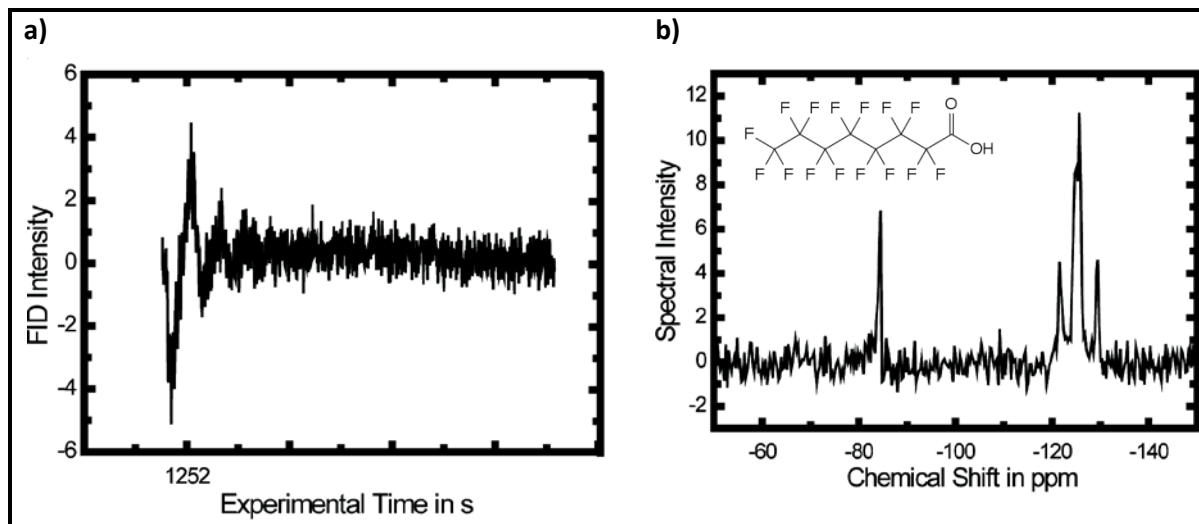 a)
6
4
2
0
-2
-4
-6
FID Intensity
1252
Experimental Time in s
b)
12
10
8
6
4
2
0
-2
Spectral Intensity
F F F F F F F O
F
OH
F F F F F F F
-60 -80 -100 -120 -140
Chemical Shift in ppm